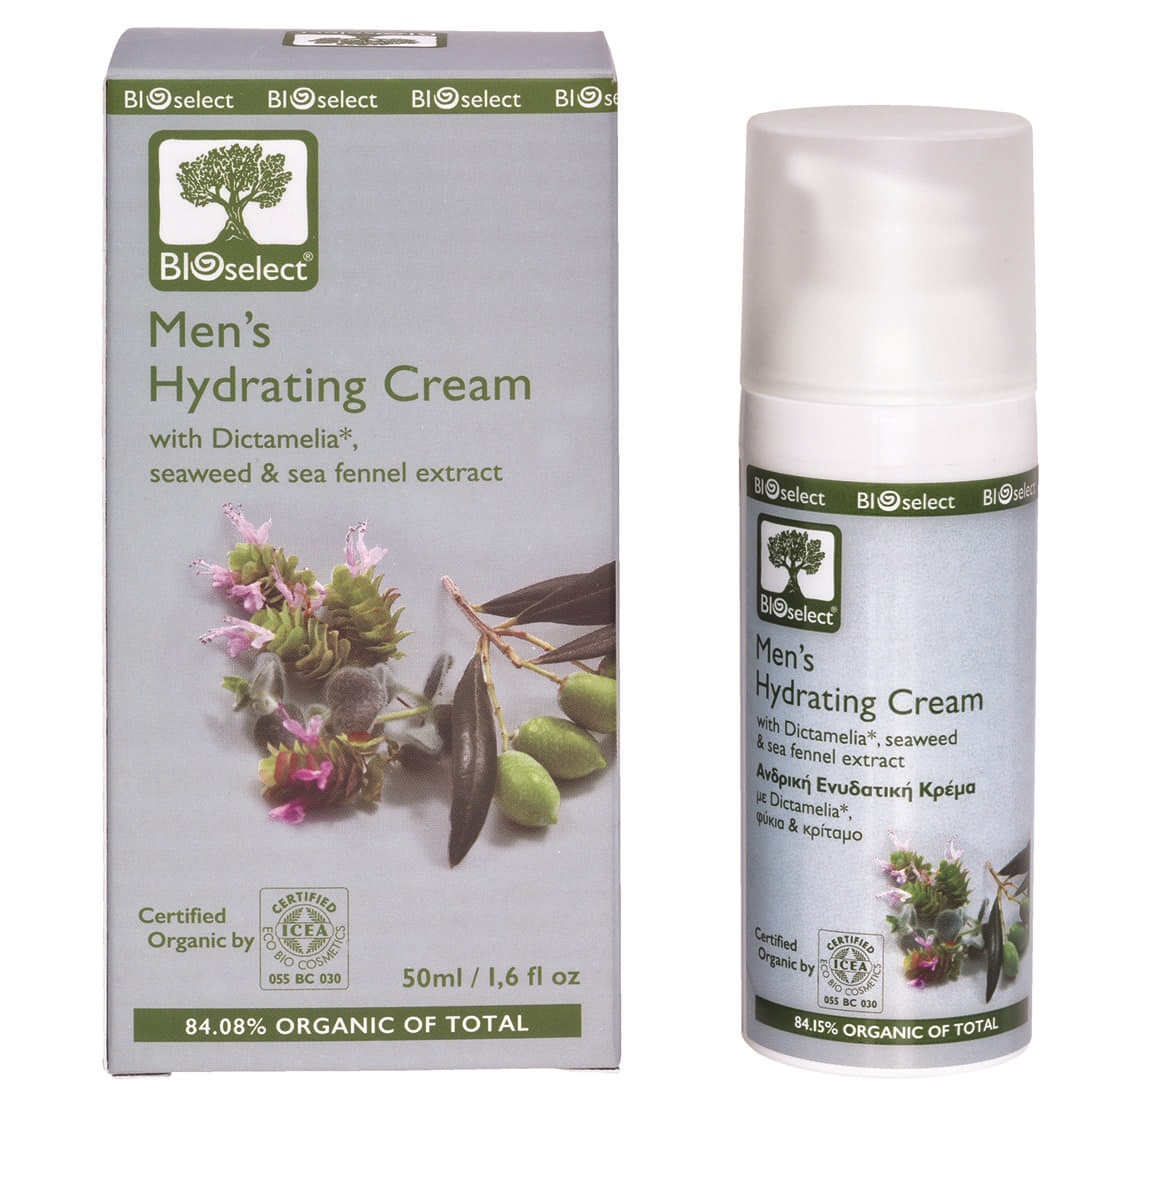 BIOselect
BIOselect BIOselect BIOselect BIOse
BIOselect®
Men's
Hydrating Cream
with Dictamelia*,
seaweed & sea fennel extract
Certified
Organic by
CERTIFIED
ICEA
ECO BIO COSMETICS
055 BC 030
50ml / 1,6 fl oz
84.08% ORGANIC OF TOTAL
BIOselect BIOselect BIOselect
BIOselect®
Men's
Hydrating Cream
with Dictamelia*, seaweed
& sea fennel extract
Ανδρική Ενυδατική Κρέμα
με Dictamelia*,
φύκια & κρίταμο
Certified
Organic by
CERTIFIED
ICEA
ECO BIO COSMETICS
055 BC 030
84.15% ORGANIC OF TOTAL